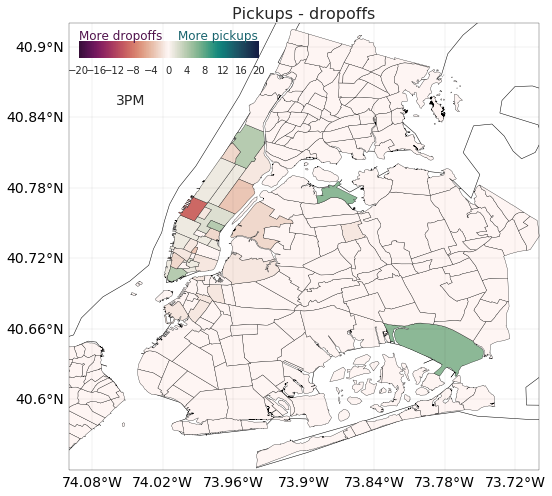 Pickups - dropoffs
More dropoffs More pickups
−20 −16 −12 −8 −4 0 4 8 12 16 20
3PM
40.9°N
40.84°N
40.78°N
40.72°N
40.66°N
40.6°N
74.08°W 74.02°W 73.96°W 73.9°W 73.84°W 73.78°W 73.72°W